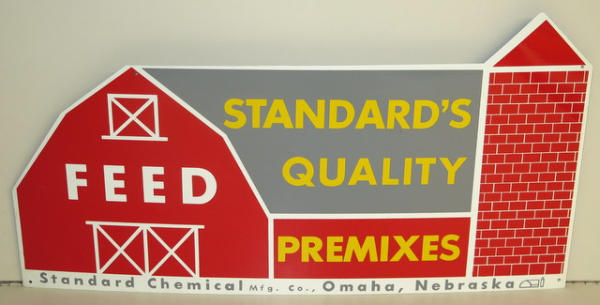 STANDARD'S
QUALITY
FEED
PREMIXES
Standard Chemical Mfg. Co., Omaha, Nebraska